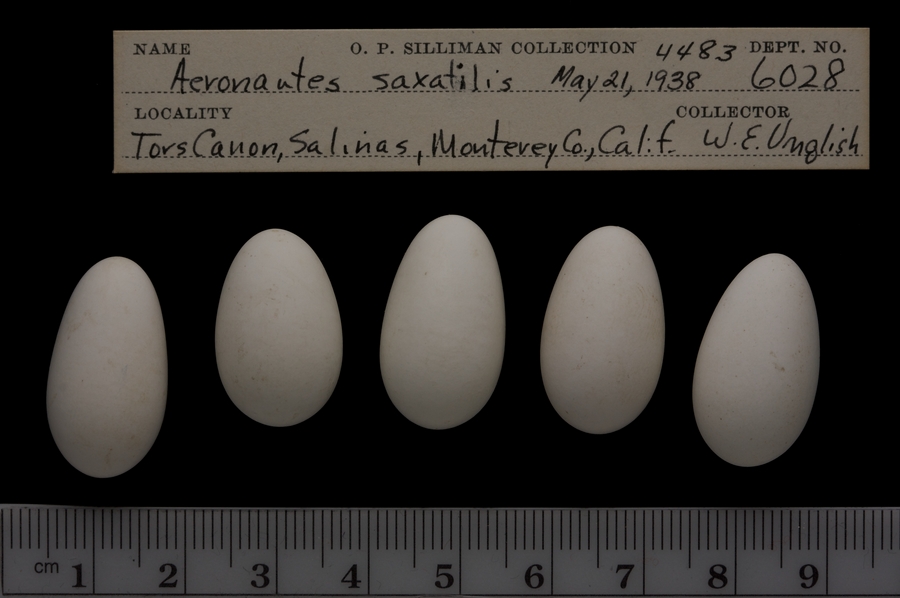 NAME O. P. SILLIMAN COLLECTION 4483 DEPT. NO.
Aeronautes saxatilis May 21, 1938 6028
LOCALITY COLLECTOR
Tors Canon, Salinas, Monterey Co., Calif. W. E. Unglish
cm 1 2 3 4 5 6 7 8 9